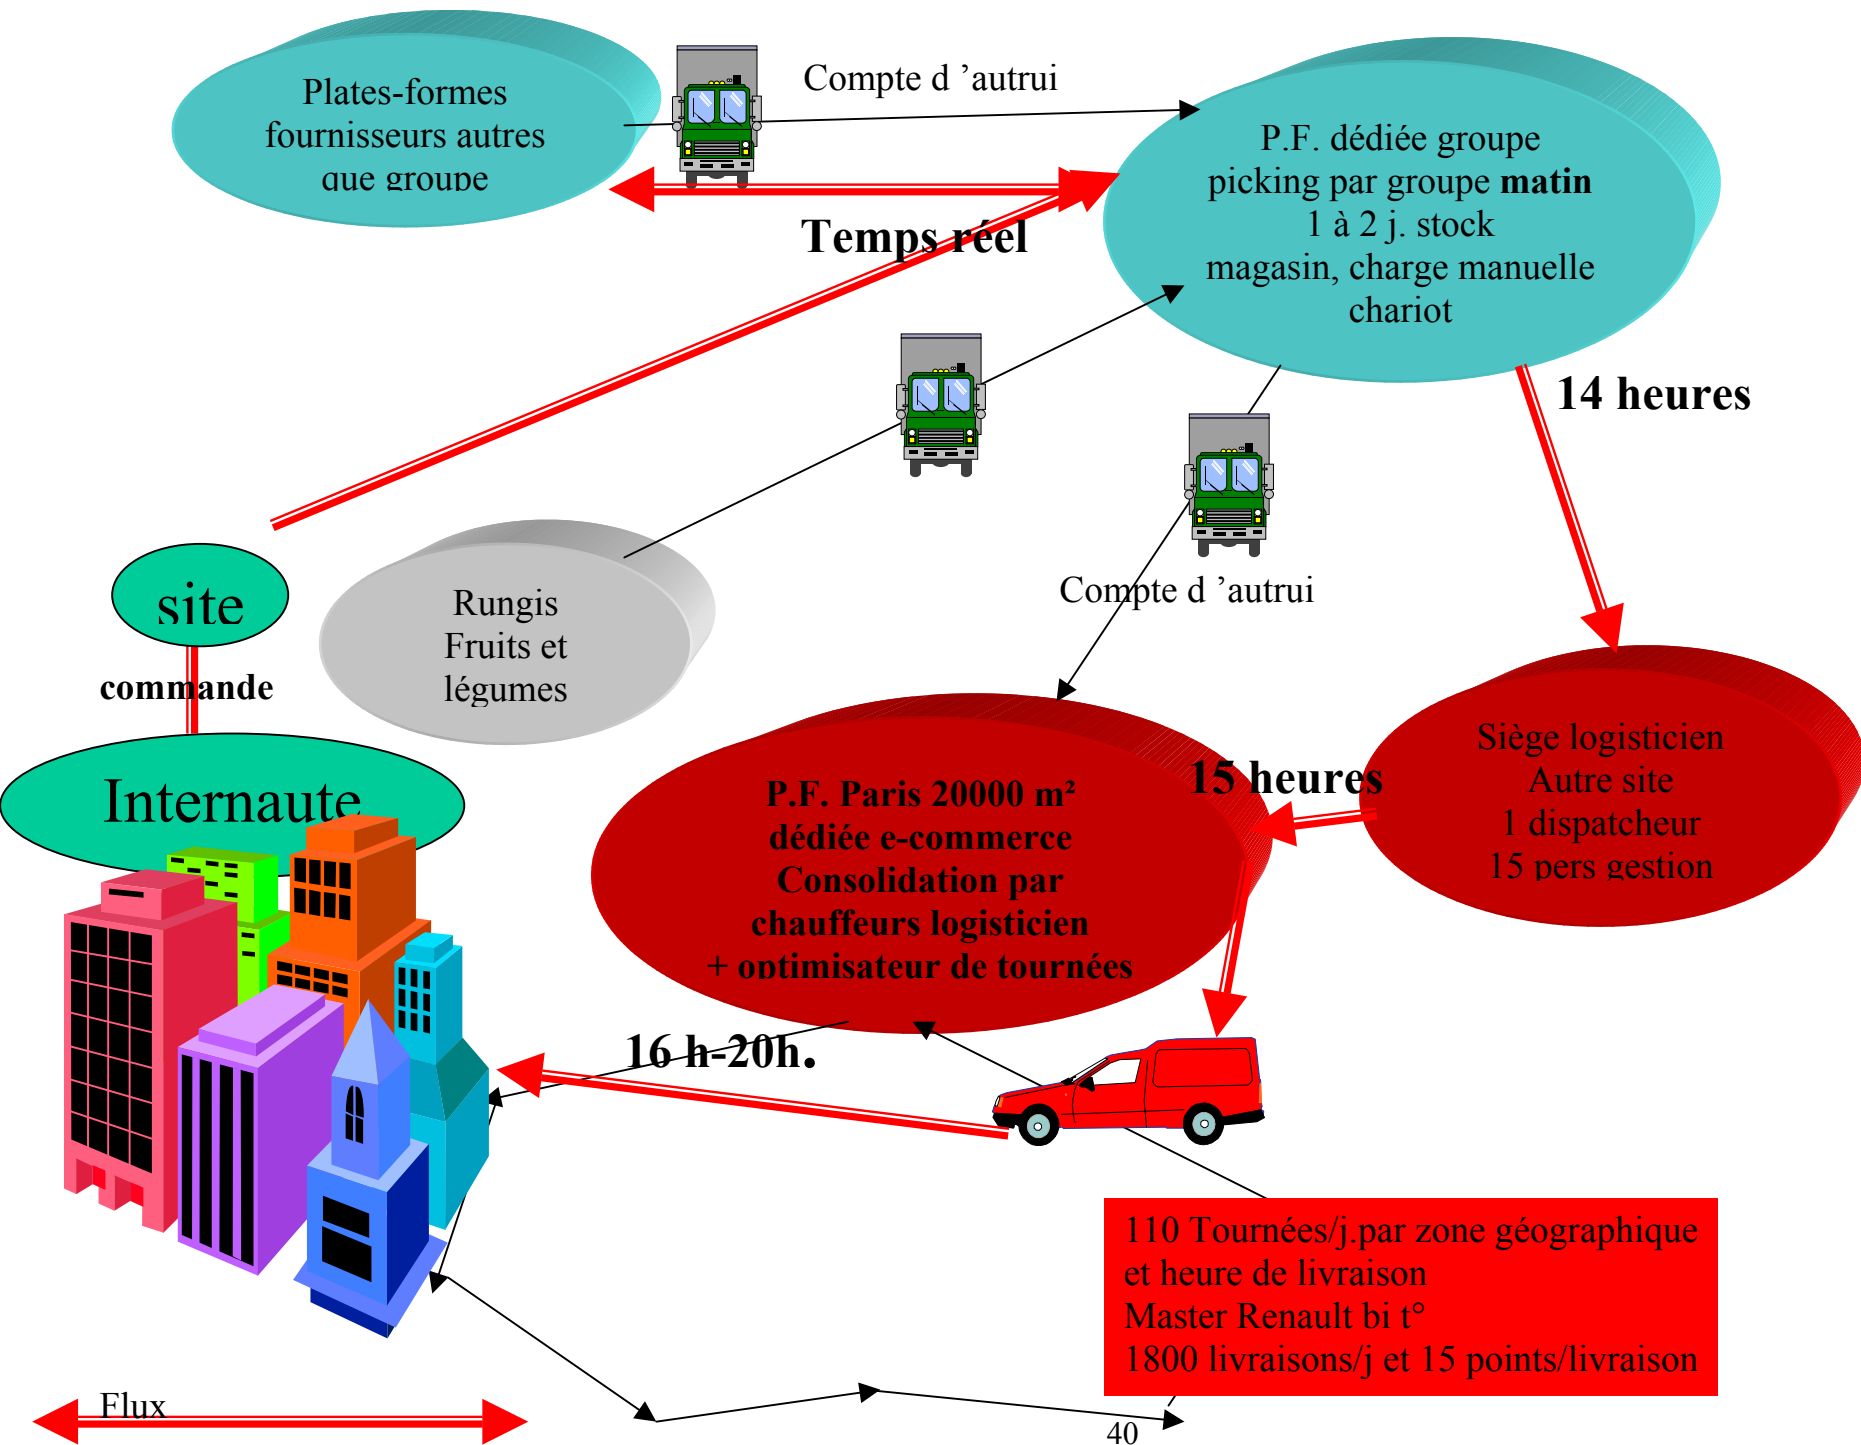 Plates-formes
fournisseurs autres
que groupe
Compte d ’autrui
P.F. dédiée groupe
picking par groupe matin
1 à 2 j. stock
magasin, charge manuelle
chariot
Temps réel
14 heures
site
commande
Internaute
Rungis
Fruits et
légumes
Compte d ’autrui
Siège logisticien
Autre site
1 dispatcheur
15 pers gestion
15 heures
P.F. Paris 20000 m²
dédiée e-commerce
Consolidation par
chauffeurs logisticien
+ optimisateur de tournées
16 h-20h.
110 Tournées/j.par zone géographique
et heure de livraison
Master Renault bi t°
1800 livraisons/j et 15 points/livraison
Flux
40